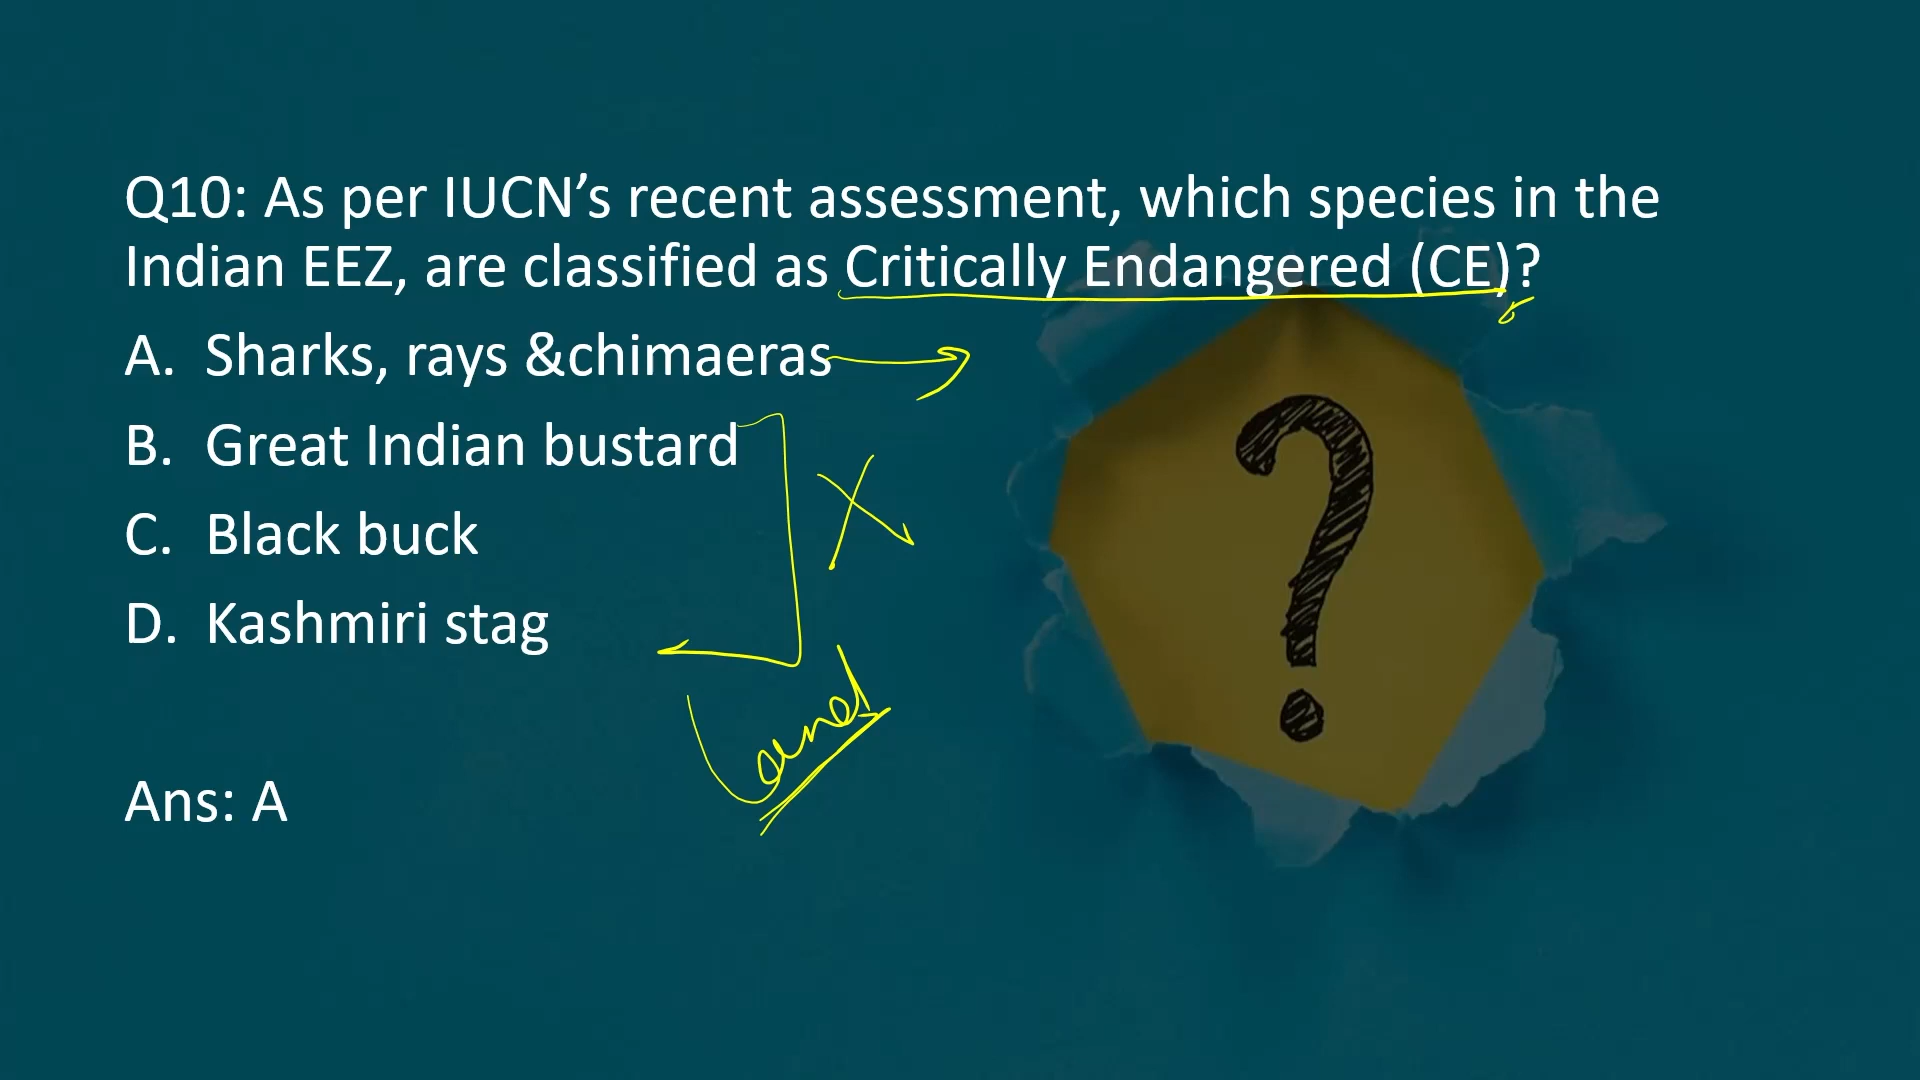 Q10: As per IUCN’s recent assessment, which species in the
Indian EEZ, are classified as Critically Endangered (CE)?
A. Sharks, rays &chimaeras
B. Great Indian bustard
C. Black buck
D. Kashmiri stag
Ans: A